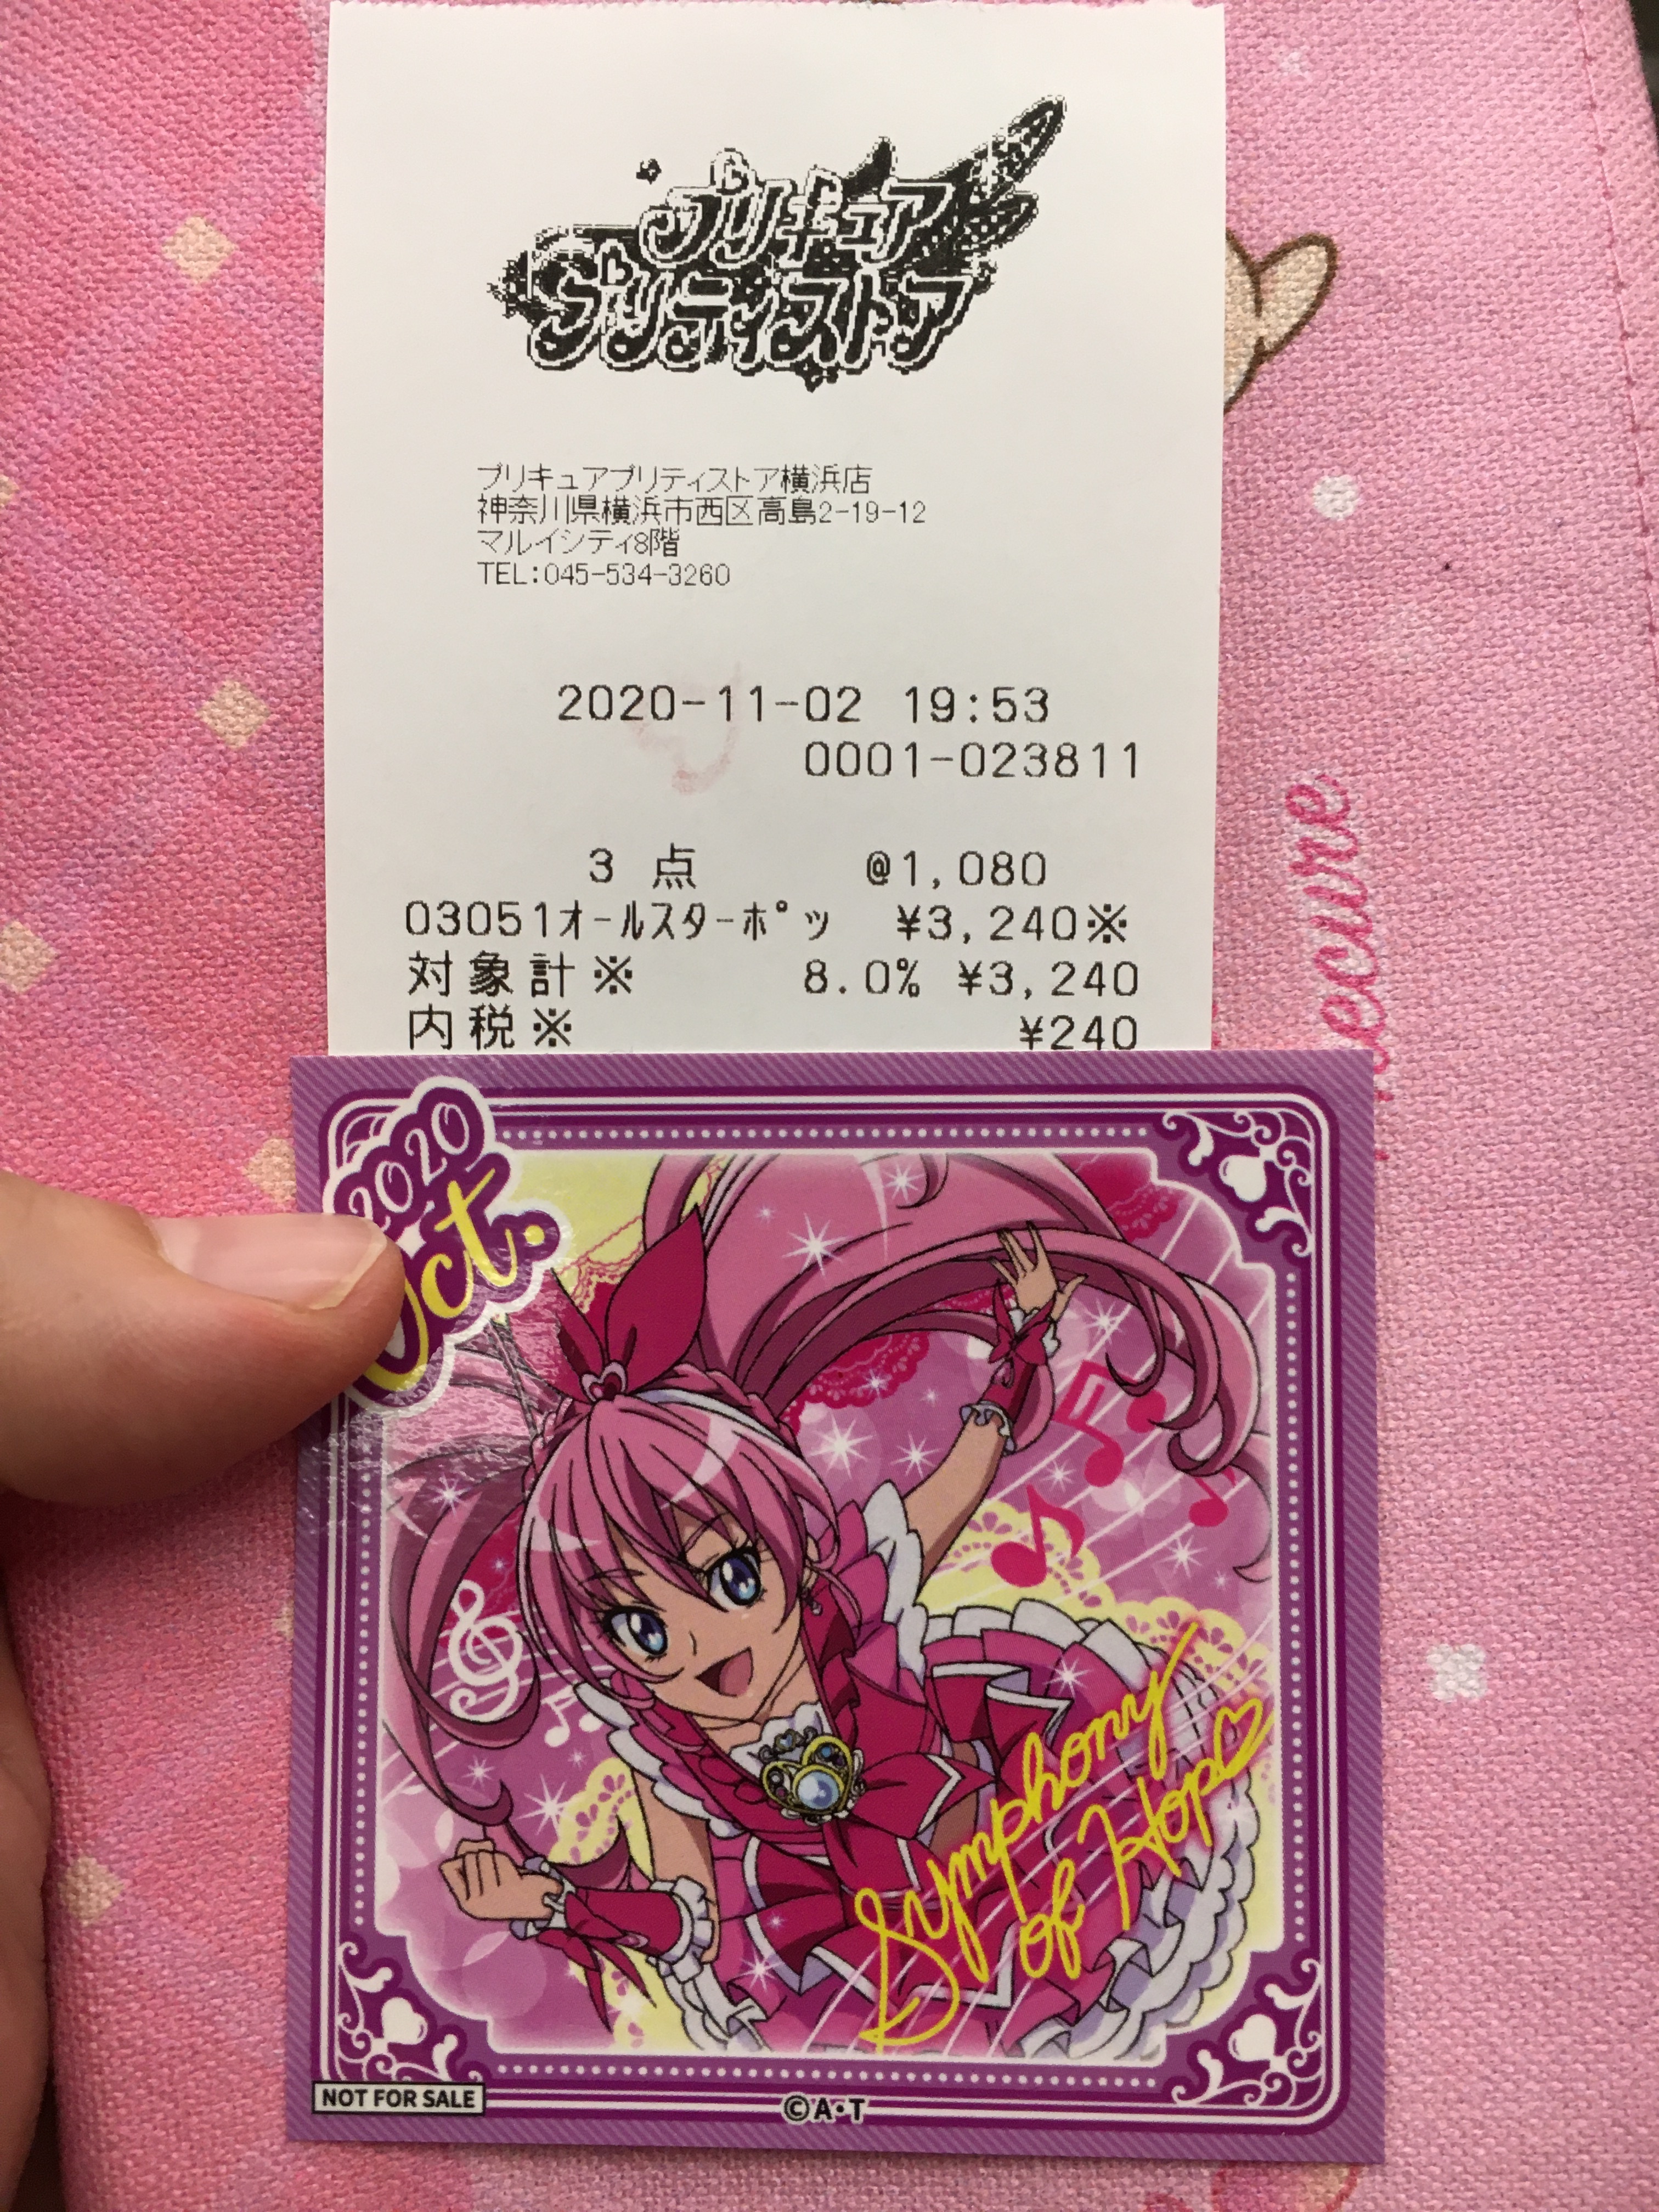 プリキュア
プリティストア
プリキュアプリティストア横浜店
神奈川県横浜市西区高島2-19-12
マルイシティ8階
TEL:045-534-3260
2020-11-02 19:53
0001-023811
3 点 @1,080
03051オールスターポッ ¥3,240※
対象計※ 8.0% ¥3,240
内税※ ¥240
2020
Oct.
Symphony
of Hope
NOT FOR SALE
©A・T